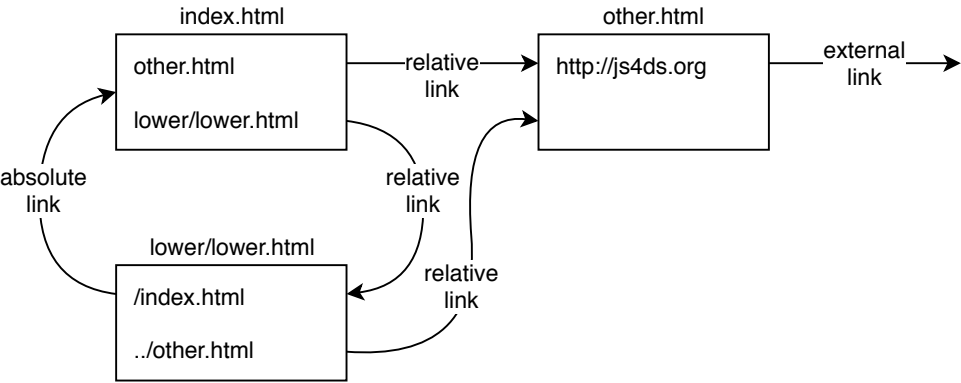 index.html
other.html
other.html
lower/lower.html
relative
link
http://js4ds.org
external
link
absolute
link
relative
link
lower/lower.html
/index.html
../other.html
relative
link